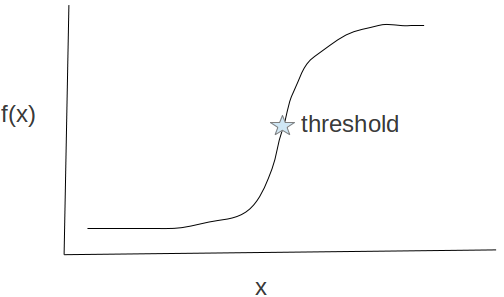 f(x)
threshold
x